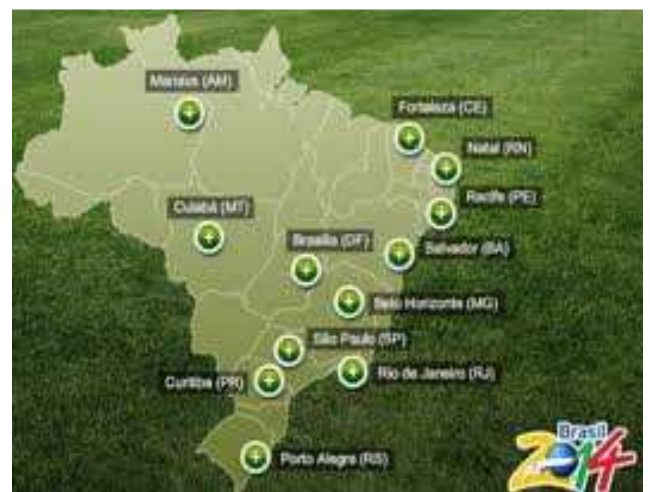 Manaus (AM)
Fortaleza (CE)
Natal (RN)
Recife (PE)
Cuiabá (MT)
Brasília (DF)
Salvador (BA)
Belo Horizonte (MG)
São Paulo (SP)
Rio de Janeiro (RJ)
Curitiba (PR)
Porto Alegre (RS)
Brasil
2014